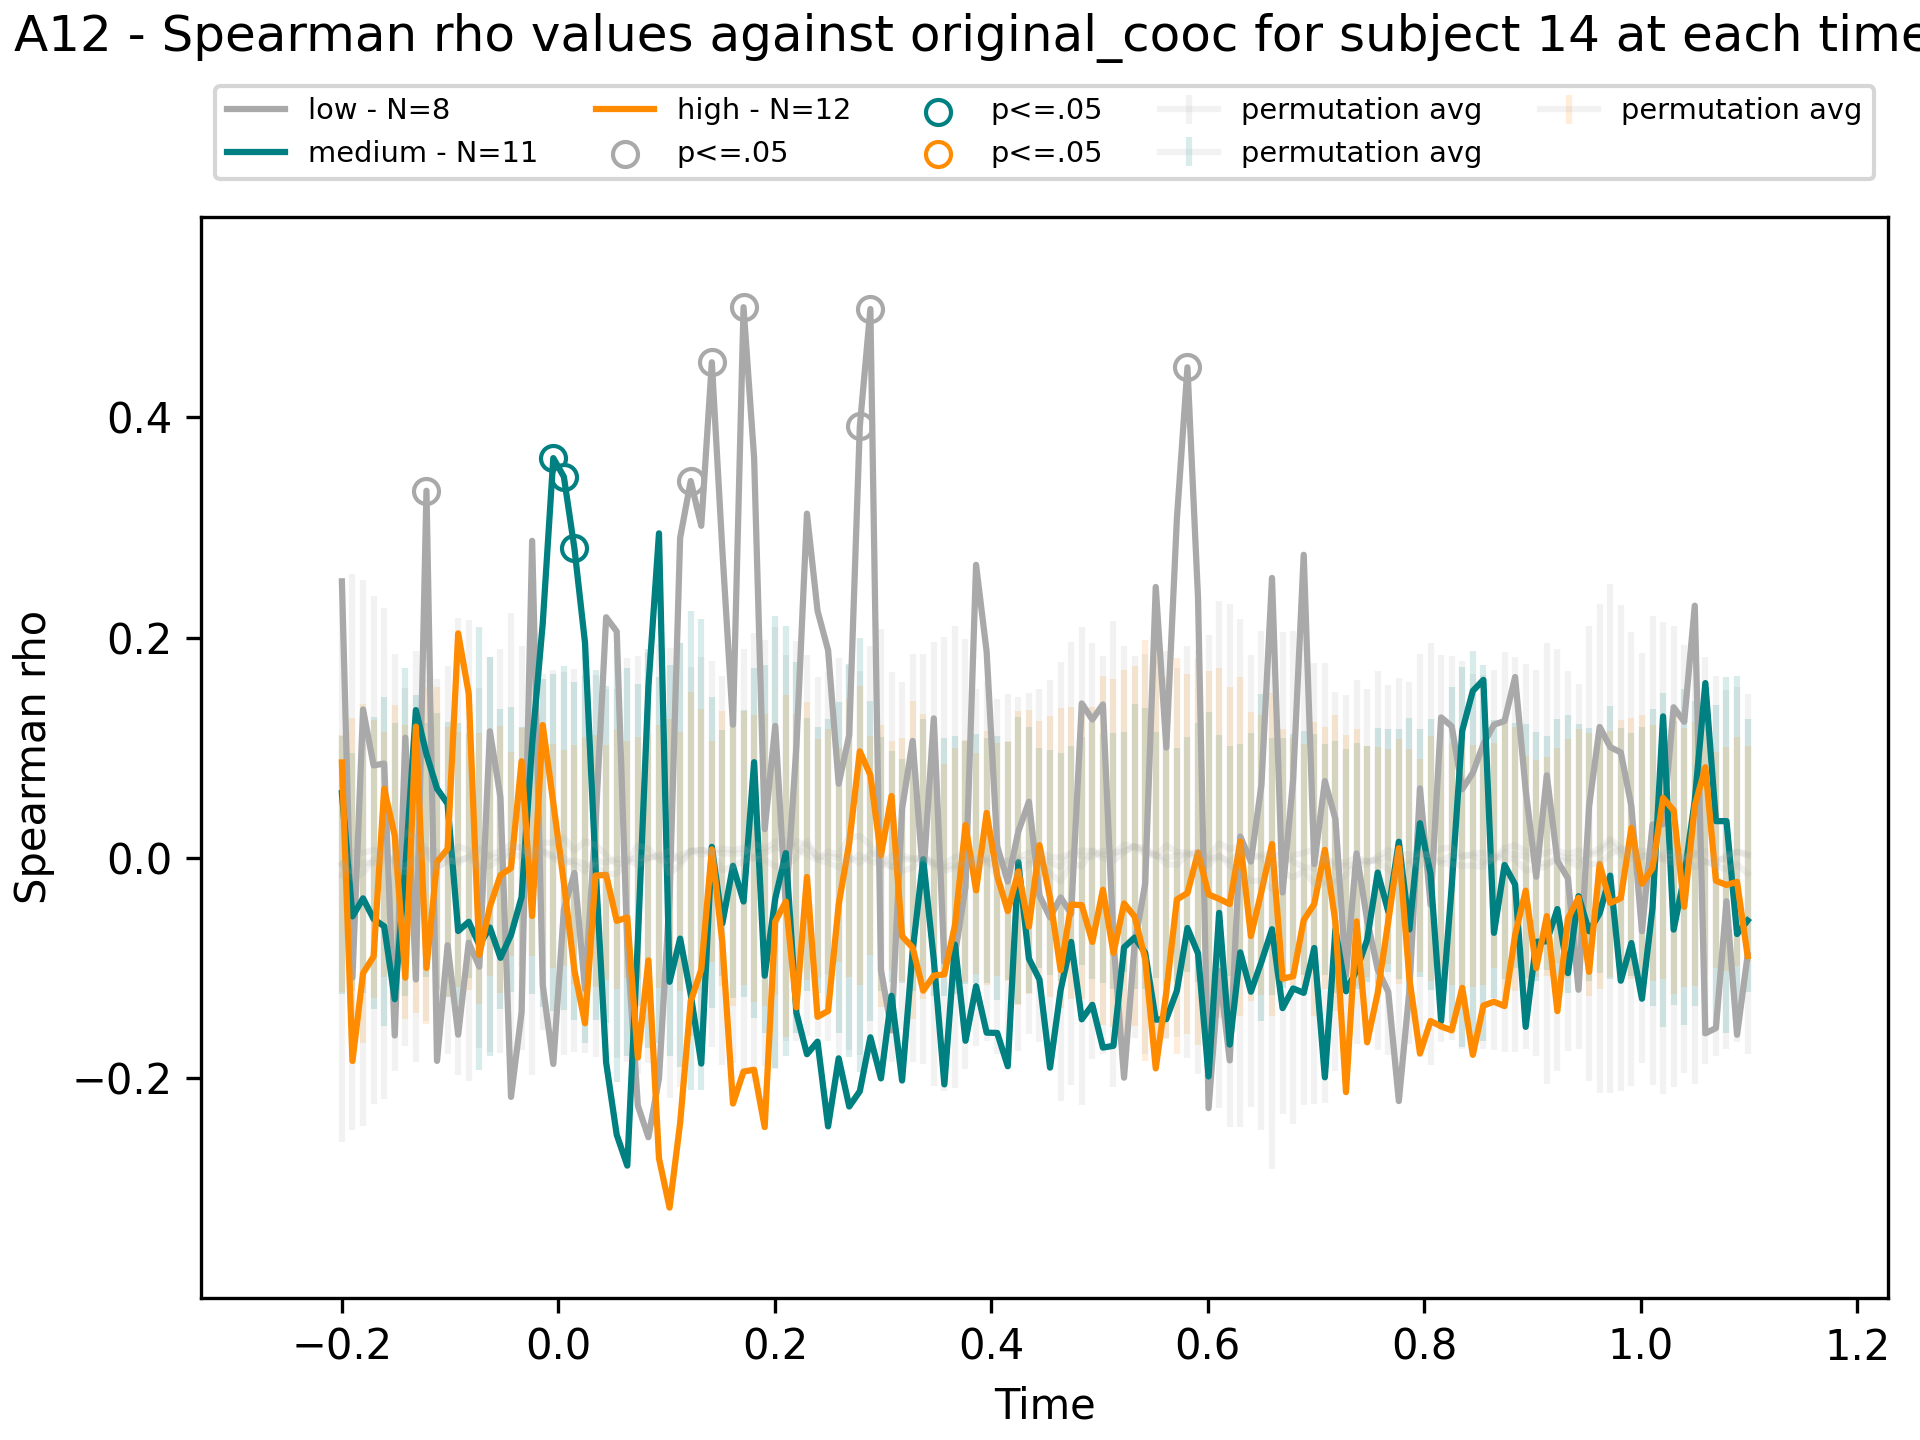 A12 - Spearman rho values against original_cooc for subject 14 at each time
low - N=8
medium - N=11
high - N=12
p<=.05
p<=.05
p<=.05
permutation avg
permutation avg
permutation avg
Spearman rho
0.4
0.2
0.0
−0.2
−0.2 0.0 0.2 0.4 0.6 0.8 1.0 1.2
Time